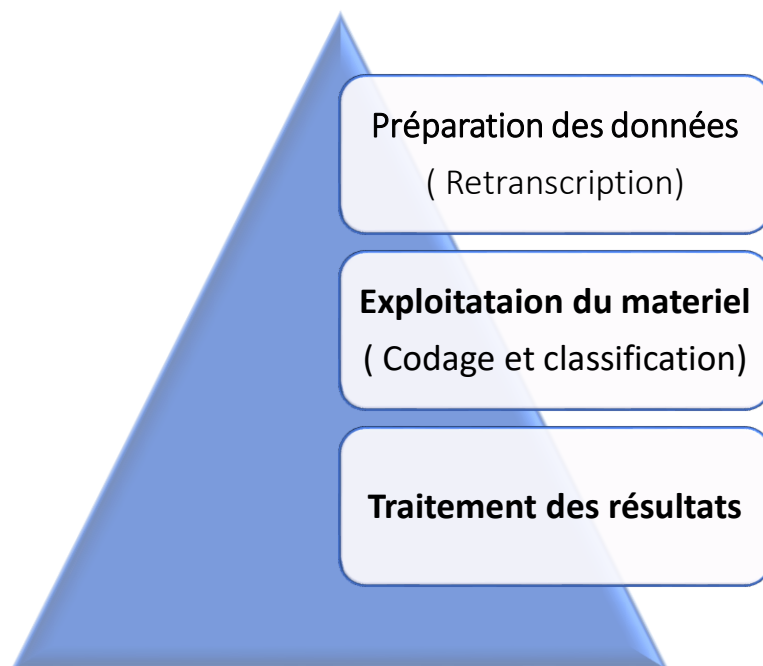 Préparation des données
( Retranscription)
Exploitataion du materiel
( Codage et classification)
Traitement des résultats